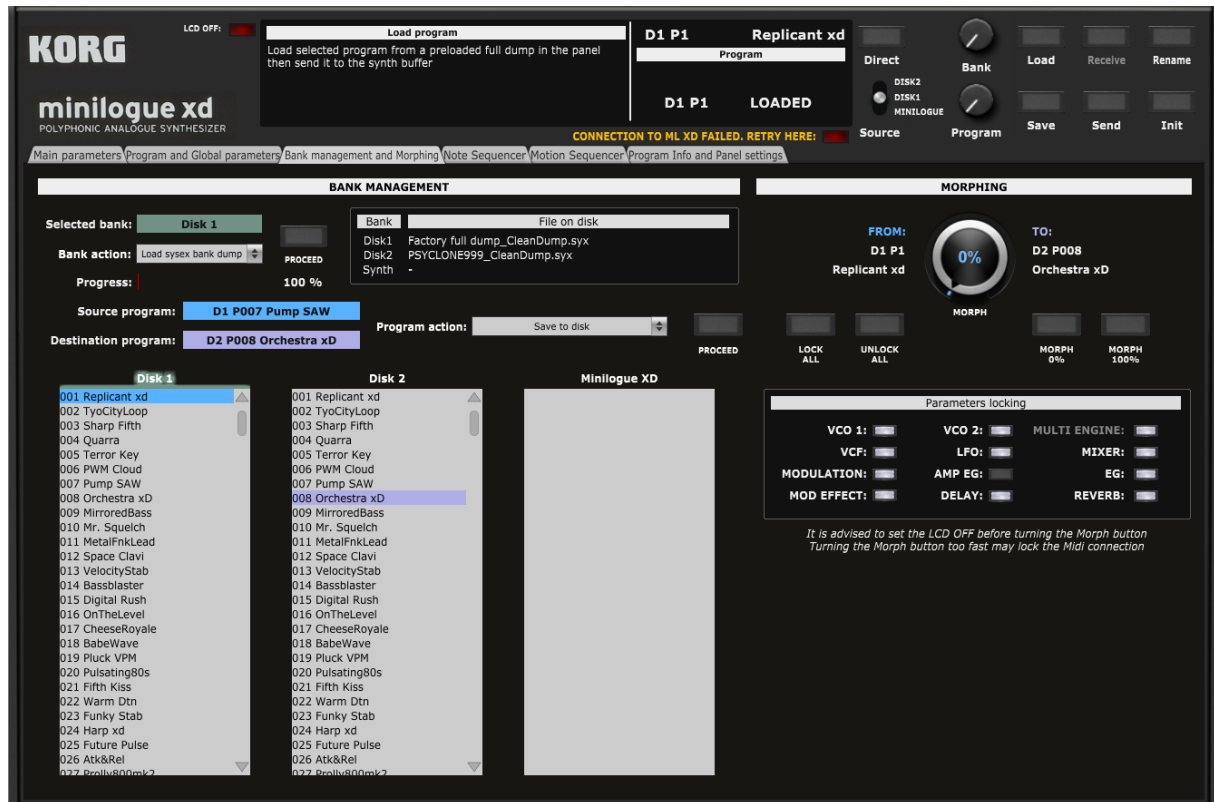 KORG
LCD OFF:
minilogue xd
POLYPHONIC ANALOGUE SYNTHESIZER
Load program
Load selected program from a preloaded full dump in the panel
then send it to the synth buffer
D1 P1 Replicant xd
Program
D1 P1 LOADED
CONNECTION TO ML XD FAILED. RETRY HERE:
Direct
DISK2
DISK1
MINILOGUE
Source
Bank
Program
Load Receive Rename
Save Send Init
Main parameters Program and Global parameters Bank management and Morphing Note Sequencer Motion Sequencer Program Info and Panel settings
BANK MANAGEMENT
Selected bank: Disk 1
Bank action: Load sysex bank dump
PROCEED
Progress: 100 %
Bank File on disk
Disk1 Factory full dump_CleanDump.syx
Disk2 PSYCLONE999_CleanDump.syx
Synth -
Source program: D1 P007 Pump SAW
Destination program: D2 P008 Orchestra xD
Program action: Save to disk
PROCEED
Disk 1
001 Replicant xd
002 TyoCityLoop
003 Sharp Fifth
004 Quarra
005 Terror Key
006 PWM Cloud
007 Pump SAW
008 Orchestra xD
009 MirroredBass
010 Mr. Squelch
011 MetalFnkLead
012 Space Clavi
013 VelocityStab
014 Bassblaster
015 Digital Rush
016 OnTheLevel
017 CheeseRoyale
018 BabeWave
019 Pluck VPM
020 Pulsating80s
021 Fifth Kiss
022 Warm Dtn
023 Funky Stab
024 Harp xd
025 Future Pulse
026 Atk&Rel
027 Prolly800mk2
Disk 2
001 Replicant xd
002 TyoCityLoop
003 Sharp Fifth
004 Quarra
005 Terror Key
006 PWM Cloud
007 Pump SAW
008 Orchestra xD
009 MirroredBass
010 Mr. Squelch
011 MetalFnkLead
012 Space Clavi
013 VelocityStab
014 Bassblaster
015 Digital Rush
016 OnTheLevel
017 CheeseRoyale
018 BabeWave
019 Pluck VPM
020 Pulsating80s
021 Fifth Kiss
022 Warm Dtn
023 Funky Stab
024 Harp xd
025 Future Pulse
026 Atk&Rel
027 Prolly800mk2
Minilogue XD
MORPHING
FROM:
D1 P1
Replicant xd
0%
MORPH
TO:
D2 P008
Orchestra xD
LOCK
ALL
UNLOCK
ALL
MORPH
0%
MORPH
100%
Parameters locking
VCO 1: VCO 2: MULTI ENGINE:
VCF: LFO: MIXER:
MODULATION: AMP EG: EG:
MOD EFFECT: DELAY: REVERB:
It is advised to set the LCD OFF before turning the Morph button
Turning the Morph button too fast may lock the Midi connection